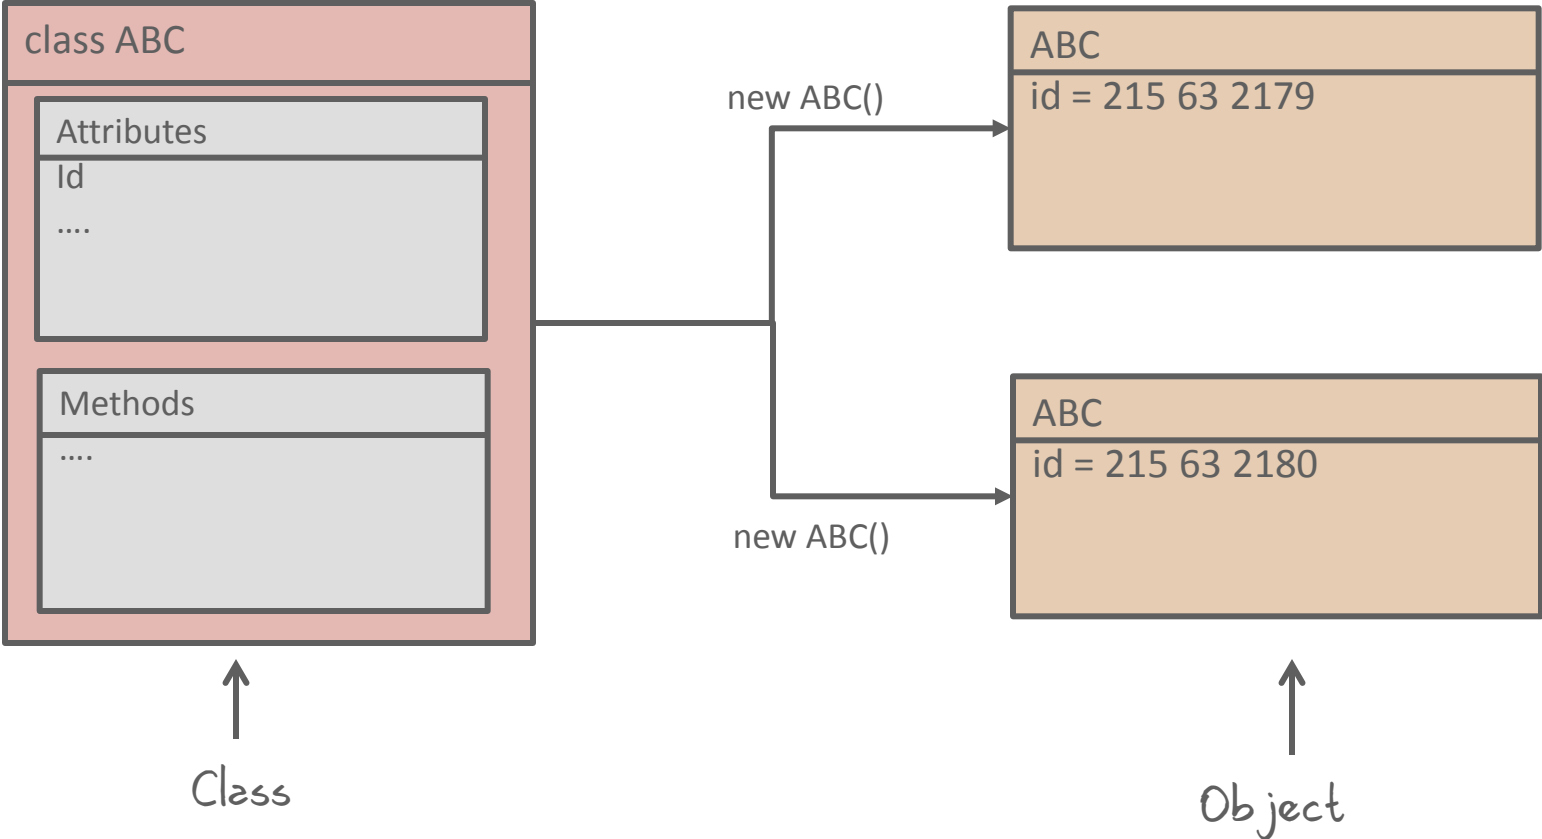 class ABC
Attributes
Id
....
Methods
....
Class
new ABC()
new ABC()
ABC
id = 215 63 2179
ABC
id = 215 63 2180
Object